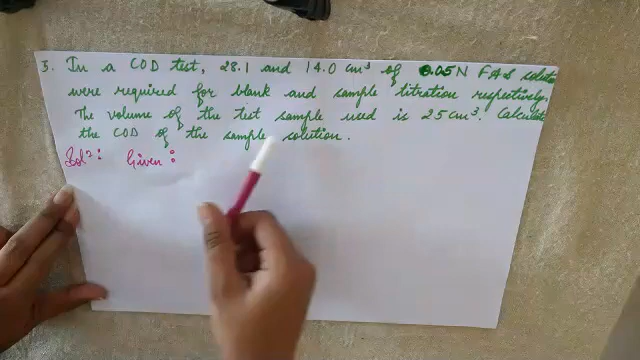 3. In a COD test, 28.1 and 14.0 cm³ of 0.05N FAS solution
were required for blank and sample titration respectively.
The volume of the test sample used is 25 cm³. Calculate
the COD of the sample solution.
Solⁿ: Given :